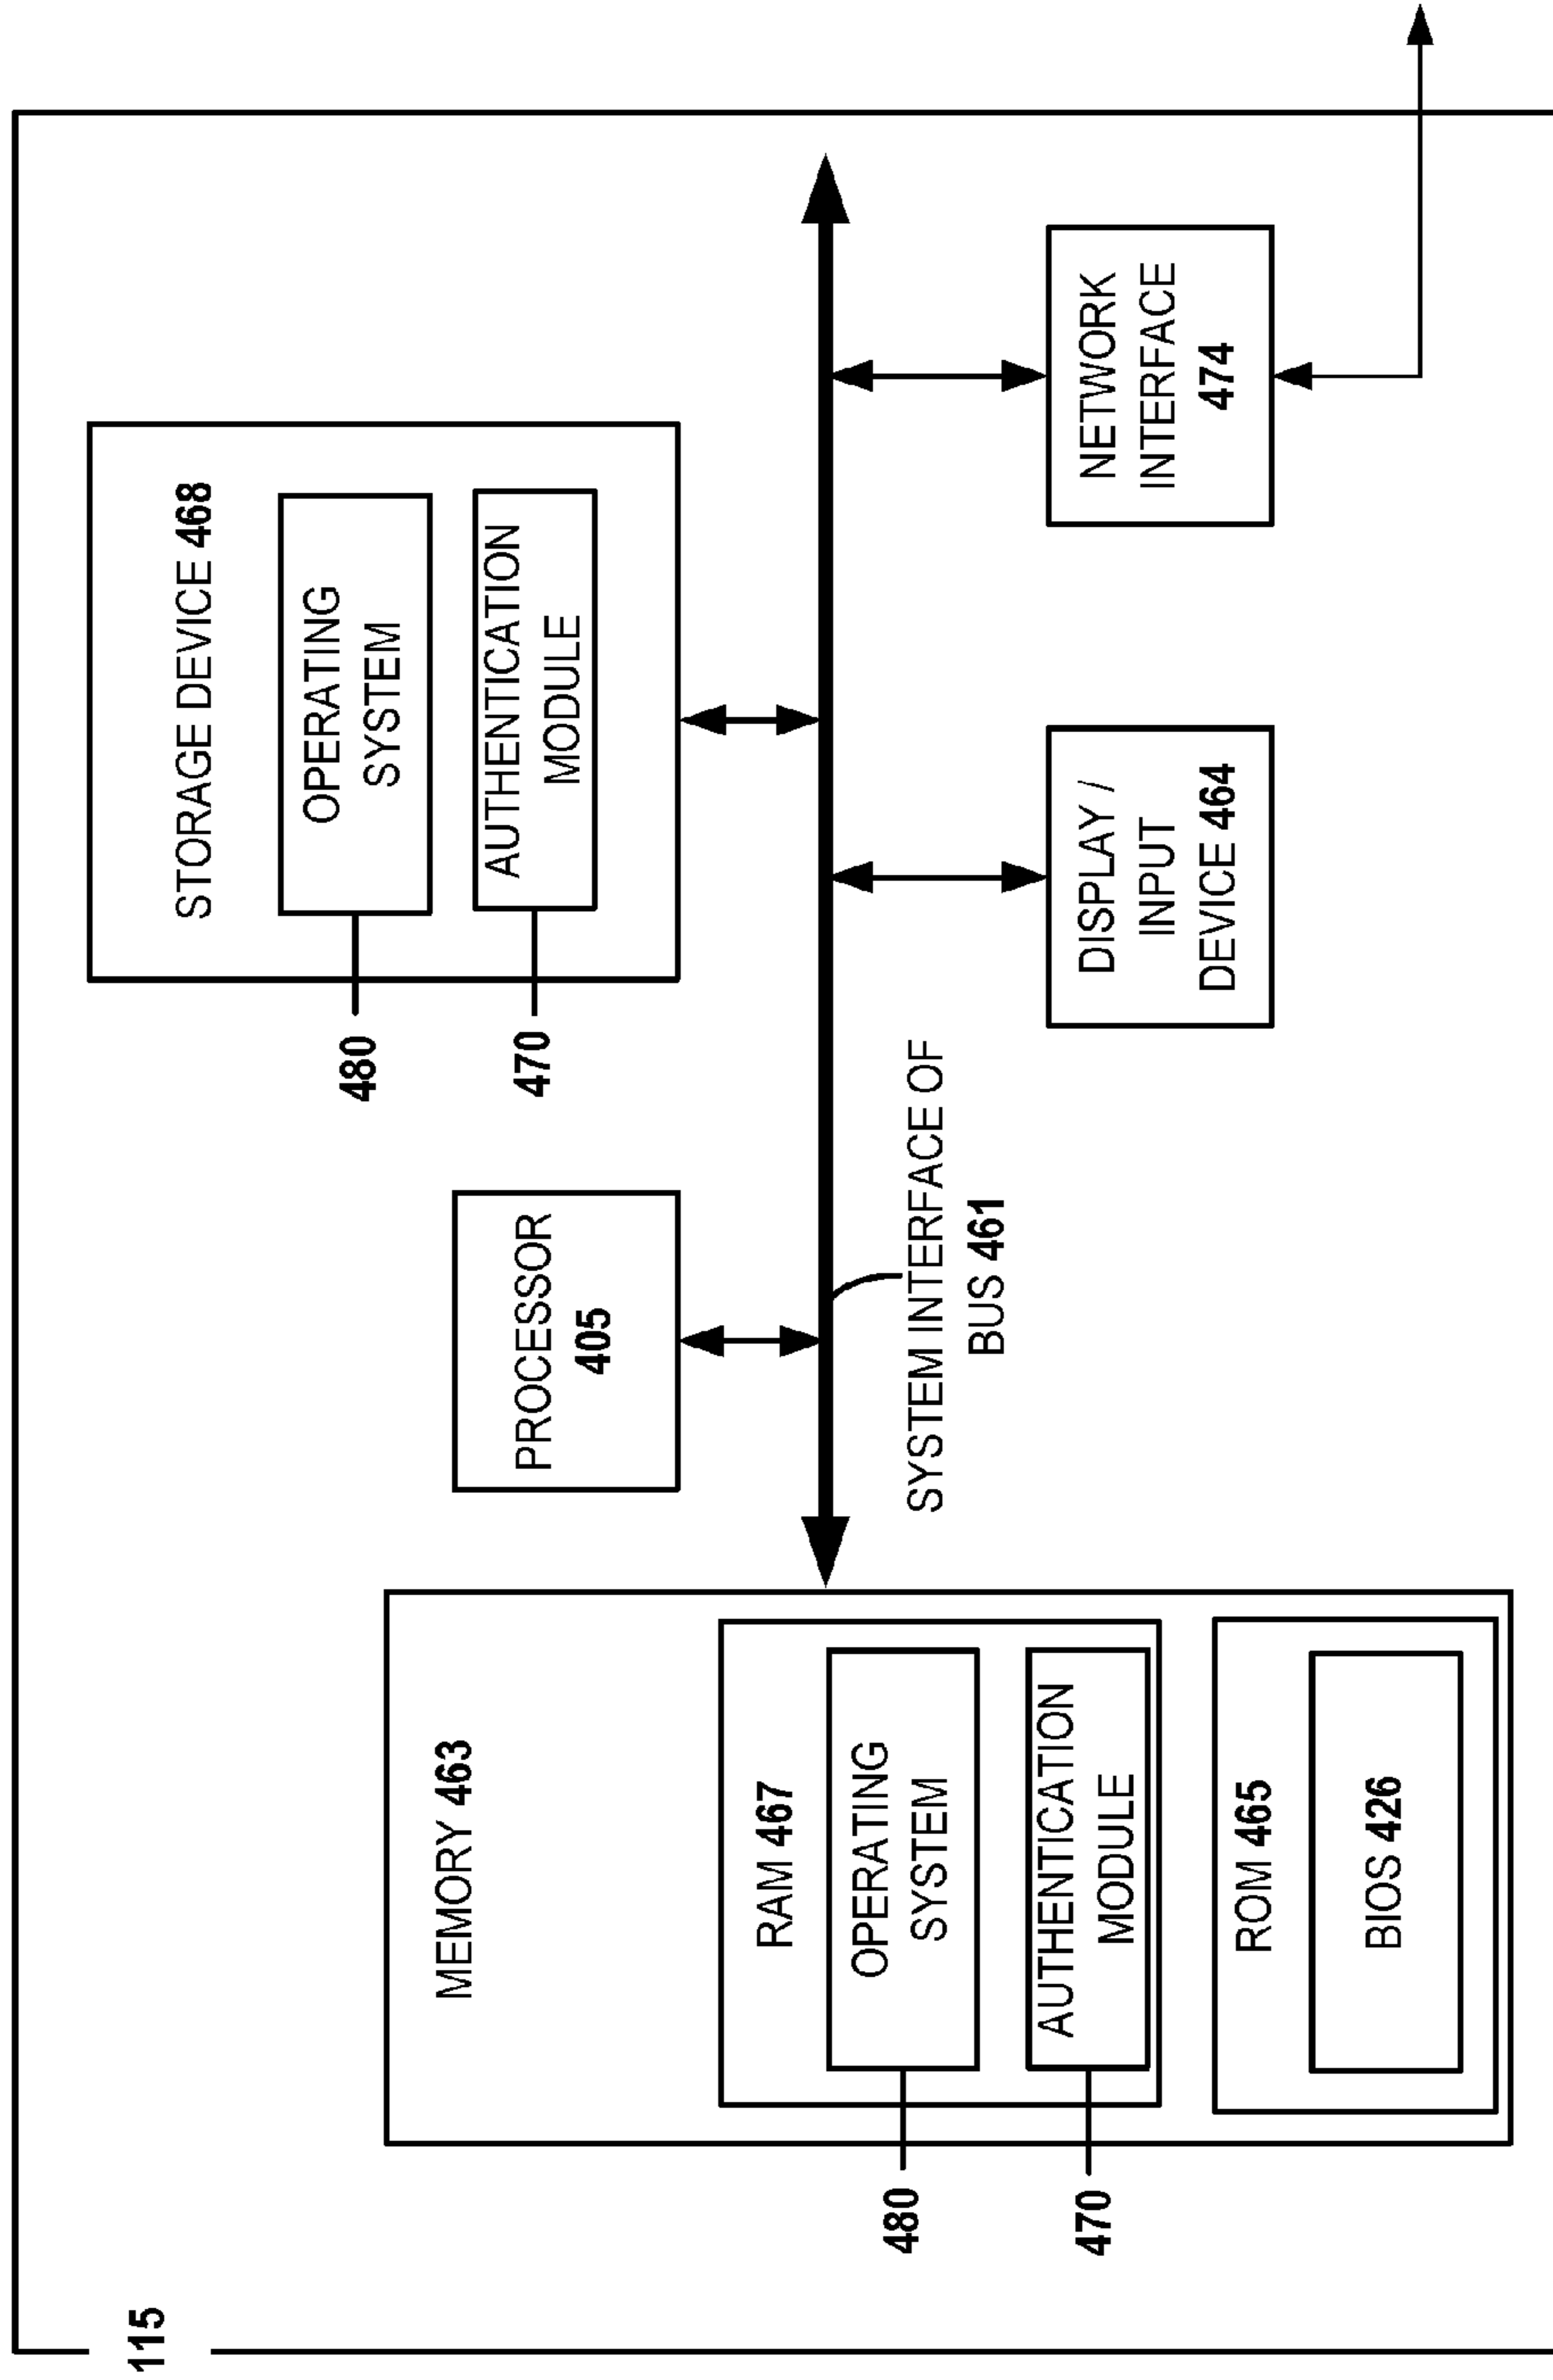 115
MEMORY 463
RAM 467
OPERATING
SYSTEM
480
AUTHENTICATION
MODULE
470
ROM 465
BIOS 426
PROCESSOR
405
STORAGE DEVICE 468
OPERATING
SYSTEM
480
AUTHENTICATION
MODULE
470
SYSTEM INTERFACE OF
BUS 461
DISPLAY /
INPUT
DEVICE 464
NETWORK
INTERFACE
474